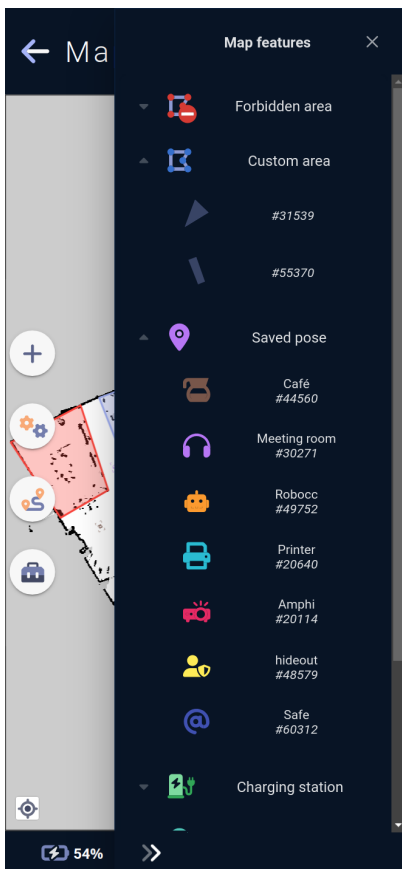 Ma
Map features
Forbidden area
Custom area
#31539
#55370
Saved pose
Café
#44560
Meeting room
#30271
Robocc
#49752
Printer
#20640
Amphi
#20114
hideout
#48579
Safe
#60312
Charging station
54%